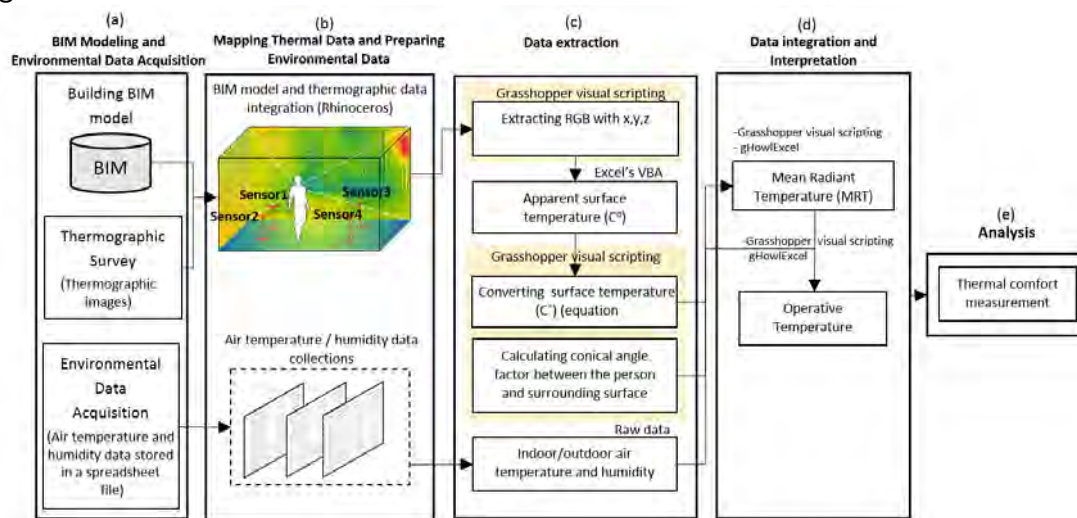 (a)
BIM Modeling and
Environmental Data Acquisition
Building BIM
model
BIM
Thermographic
Survey
(Thermographic
images)
Environmental
Data
Acquisition
(Air temperature and
humidity data stored
in a spreadsheet
file)
(b)
Mapping Thermal Data and Preparing
Environmental Data
BIM model and thermographic data
integration (Rhinoceros)
Sensor1
Sensor2
Sensor3
Sensor4
Air temperature / humidity data
collections
(c)
Data extraction
Grasshopper visual scripting
Extracting RGB with x,y,z
Excel's VBA
Apparent surface
temperature (C°)
Grasshopper visual scripting
Converting surface temperature
(C°) (equation
Calculating conical angle
factor between the person
and surrounding surface
Raw data
Indoor/outdoor air
temperature and humidity
(d)
Data integration and
Interpretation
-Grasshopper visual scripting
- gHowlExcel
Mean Radiant
Temperature (MRT)
-Grasshopper visual scripting
gHowlExcel
Operative
Temperature
(e)
Analysis
Thermal comfort
measurement